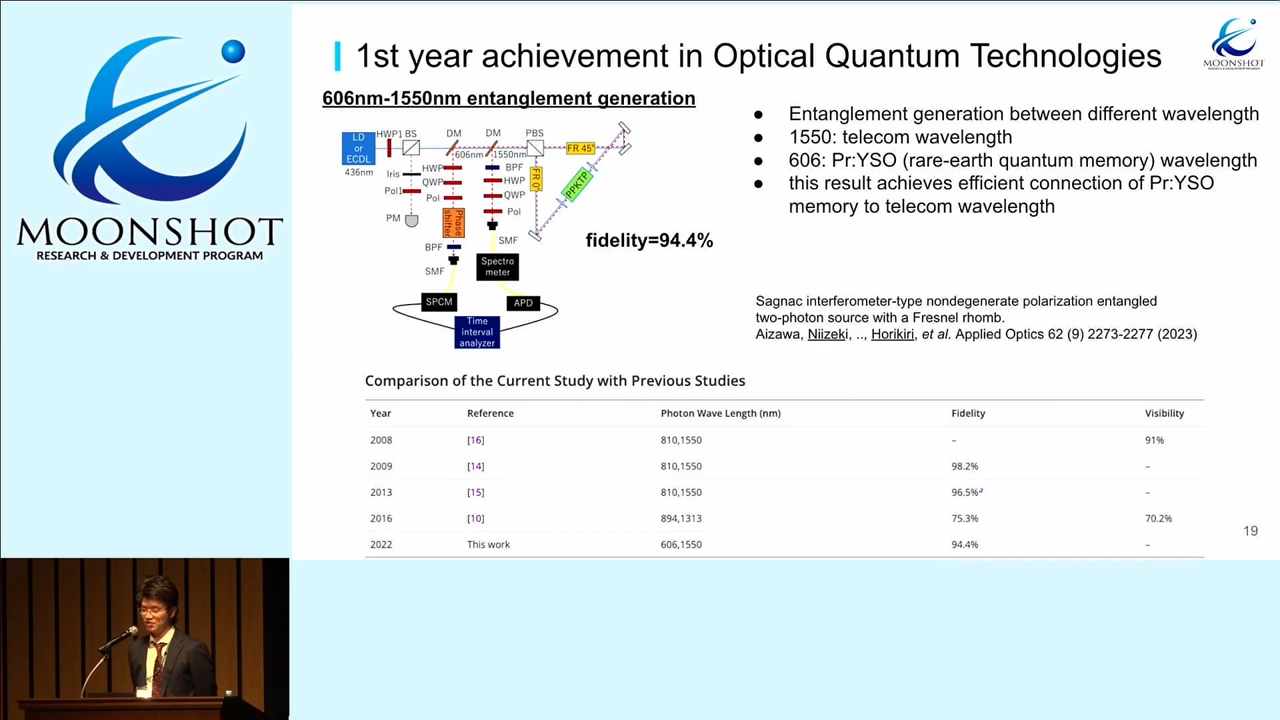 MOONSHOT
RESEARCH & DEVELOPMENT PROGRAM
1st year achievement in Optical Quantum Technologies
MOONSHOT
RESEARCH & DEVELOPMENT PROGRAM
606nm-1550nm entanglement generation
LD or ECDL
436nm
HWP1
BS
DM
DM
PBS
606nm
1550nm
FR 45°
FR 0°
PPKTP
Iris
Pol1
PM
HWP
QWP
Pol
Phase shifter
BPF
SMF
BPF
HWP
QWP
Pol
SMF
Spectro
meter
SPCM
APD
Time
interval
analyzer
fidelity=94.4%
● Entanglement generation between different wavelength
● 1550: telecom wavelength
● 606: Pr:YSO (rare-earth quantum memory) wavelength
● this result achieves efficient connection of Pr:YSO
memory to telecom wavelength
Sagnac interferometer-type nondegenerate polarization entangled
two-photon source with a Fresnel rhomb.
Aizawa, Niizeki, .., Horikiri, et al. Applied Optics 62 (9) 2273-2277 (2023)
Comparison of the Current Study with Previous Studies
Year Reference Photon Wave Length (nm) Fidelity Visibility
2008 [16] 810,1550 – 91%
2009 [14] 810,1550 98.2% –
2013 [15] 810,1550 96.5%a –
2016 [10] 894,1313 75.3% 70.2%
2022 This work 606,1550 94.4% –
19